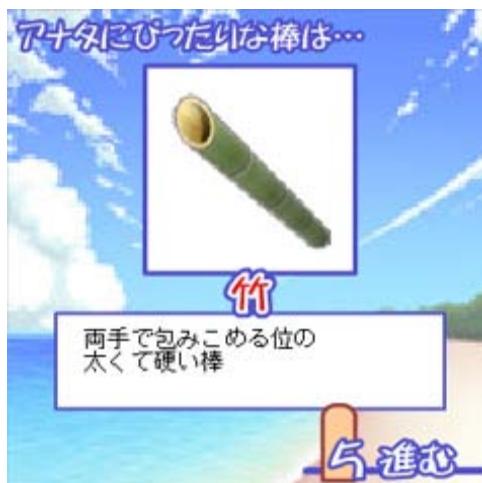 アナタにぴったりな棒は…
竹
両手で包みこめる位の
太くて硬い棒
5 進む